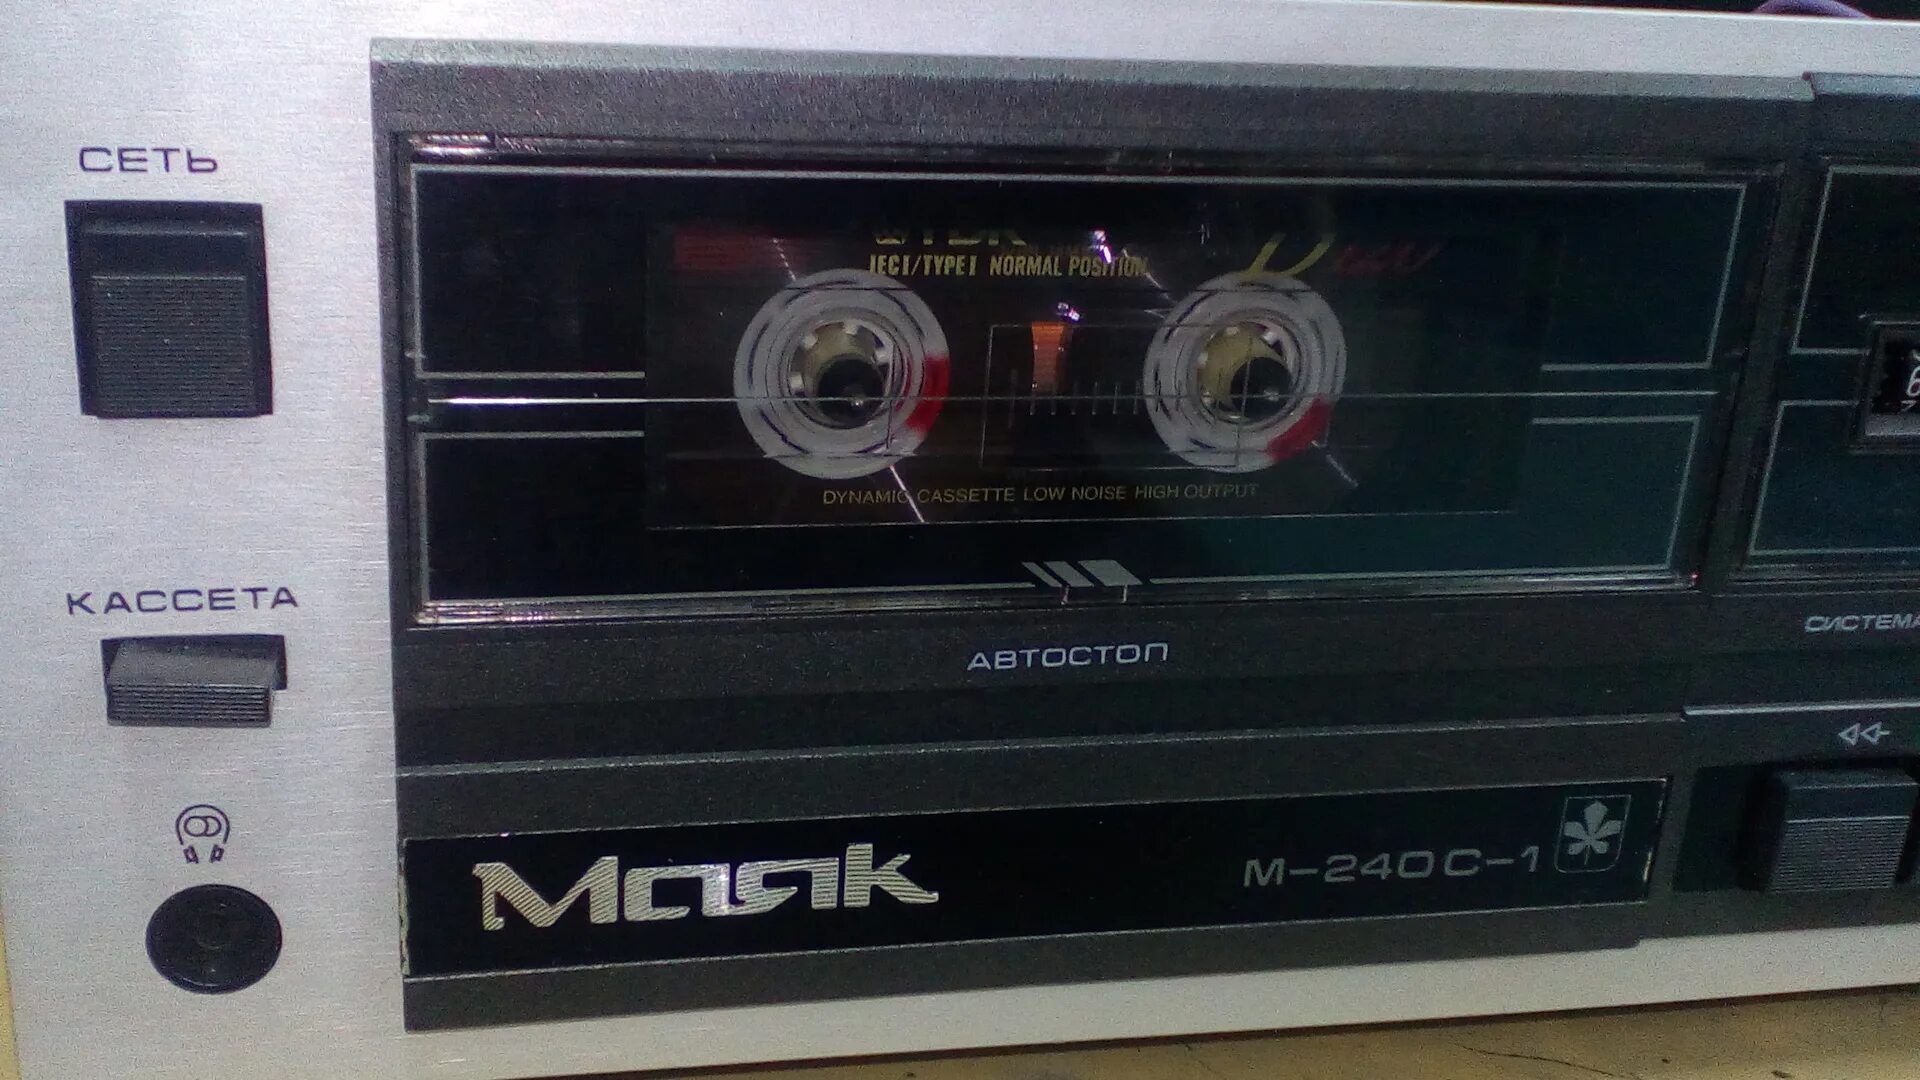 СЕТЬ
TDK D
IECI/TYPEI NORMAL POSITION
DYNAMIC CASSETTE LOW NOISE HIGH OUTPUT
КАССЕТА
АВТОСТОП
СИСТЕМА
Маяк
М-240С-1